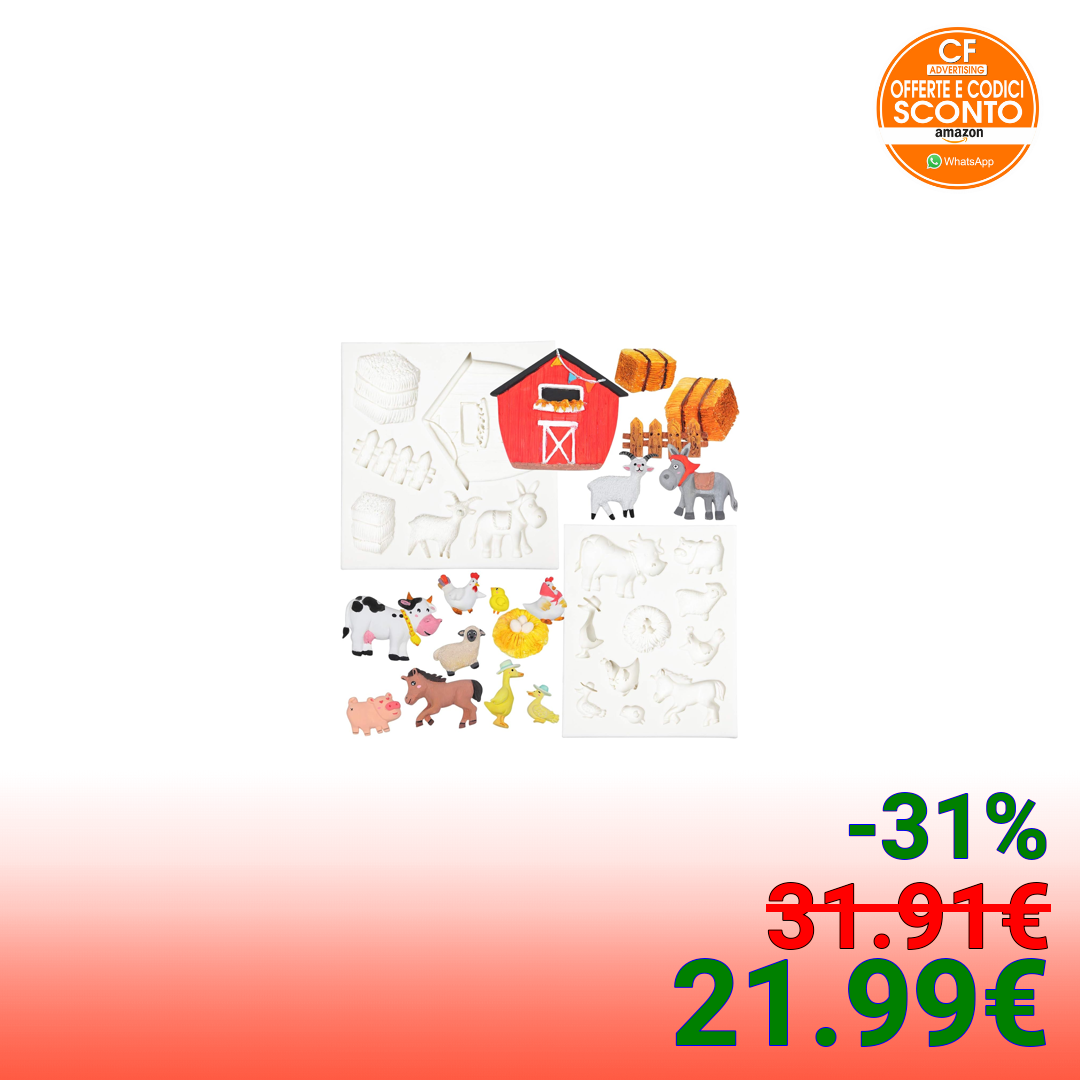 CF
ADVERTISING
OFFERTE E CODICI
SCONTO
amazon
WhatsApp
-31%
31.91€
21.99€